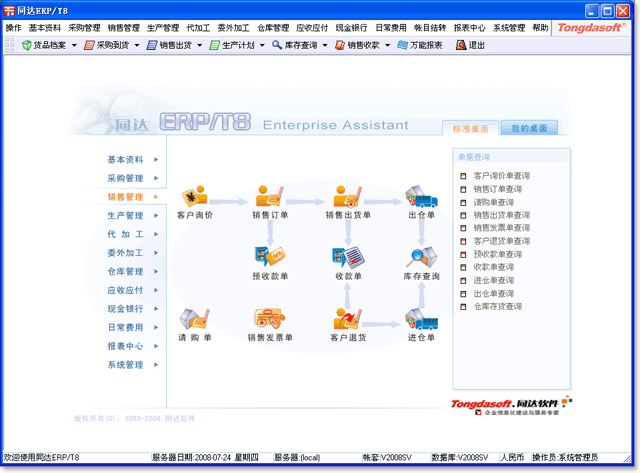 同达ERP/T8
操作 基本资料 采购管理 销售管理 生产管理 代加工 委外加工 仓库管理 应收应付 现金银行 日常费用 帐目结转 报表中心 系统管理 帮助 Tongdasoft
货品档案 采购到货 销售出货 生产计划 库存查询 销售收款 万能报表 退出
同达 ERP/T8 Enterprise Assistant
标准桌面 我的桌面
基本资料
采购管理
销售管理
生产管理
代 加 工
委外加工
仓库管理
应收应付
现金银行
日常费用
报表中心
系统管理
客户询价 销售订单 销售出货单 出仓单
预收款单 收款单 库存查询
请 购 单 销售发票单 客户退货 进仓单
单据查询
客户询价单查询
销售订单查询
请购单查询
销售出货单查询
销售发票单查询
客户退货单查询
预收款单查询
收款单查询
进仓单查询
出仓单查询
仓库存货查询
Tongdasoft.同达软件
企业信息化建设与服务专家
版权所有(C)。2003-2008 同达软件
欢迎使用同达ERP/T8 服务器日期:2008-07-24 星期四 服务器:(local) 帐套:V2008SV 数据库:V2008SV 人民币 操作员:系统管理员